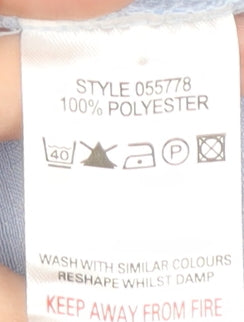 STYLE 055778
100% POLYESTER
40 P
WASH WITH SIMILAR COLOURS
RESHAPE WHILST DAMP
KEEP AWAY FROM FIRE